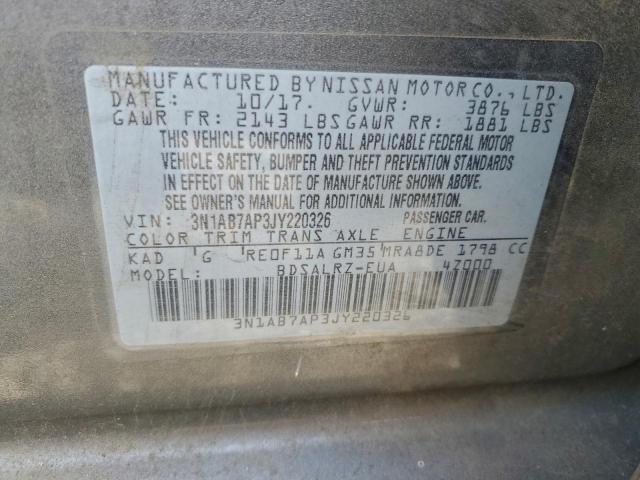 MANUFACTURED BY NISSAN MOTOR CO., LTD.
DATE: 10/17. GVWR: 3876 LBS
GAWR FR: 2143 LBS GAWR RR: 1881 LBS
THIS VEHICLE CONFORMS TO ALL APPLICABLE FEDERAL MOTOR
VEHICLE SAFETY, BUMPER AND THEFT PREVENTION STANDARDS
IN EFFECT ON THE DATE OF MANUFACTURE SHOWN ABOVE.
SEE OWNER'S MANUAL FOR ADDITIONAL INFORMATION.
VIN: 3N1AB7AP3JY220326 PASSENGER CAR.
COLOR TRIM TRANS AXLE ENGINE
KAD G RE0F11A GM35 MRA8DE 1798 CC
MODEL: BDSALRZ-EUA 4Z000
3N1AB7AP3JY220326